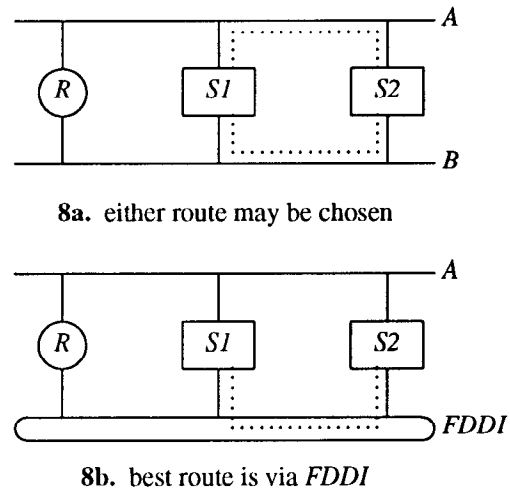 A
R S1 S2
B
8a. either route may be chosen
A
R S1 S2
FDDI
8b. best route is via FDDI